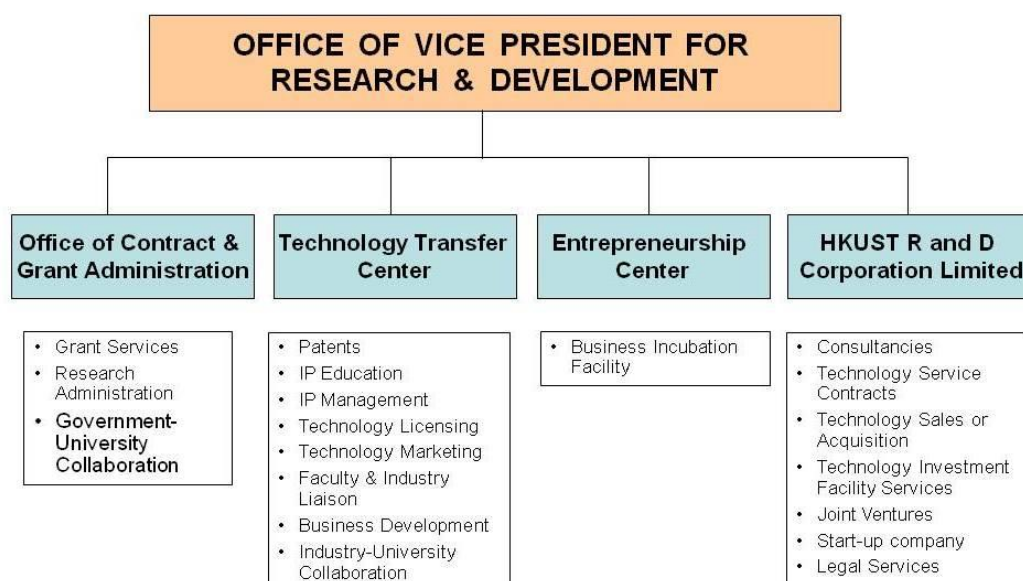 OFFICE OF VICE PRESIDENT FOR
RESEARCH & DEVELOPMENT
Office of Contract &
Grant Administration
Technology Transfer
Center
Entrepreneurship
Center
HKUST R and D
Corporation Limited
• Grant Services
• Research
Administration
• Government-
University
Collaboration
• Patents
• IP Education
• IP Management
• Technology Licensing
• Technology Marketing
• Faculty & Industry
Liaison
• Business Development
• Industry-University
Collaboration
• Business Incubation
Facility
• Consultancies
• Technology Service
Contracts
• Technology Sales or
Acquisition
• Technology Investment
Facility Services
• Joint Ventures
• Start-up company
• Legal Services